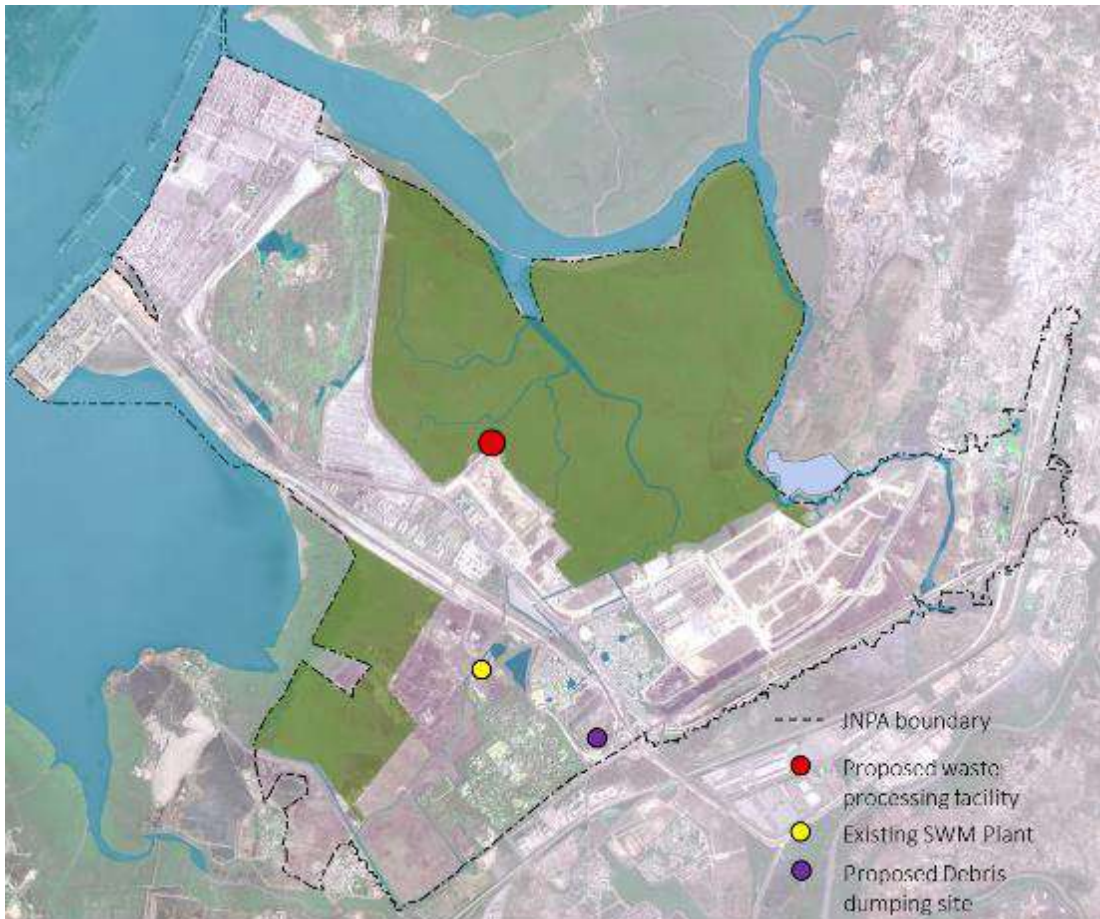 JNPA boundary
Proposed waste
processing facility
Existing SWM Plant
Proposed Debris
dumping site